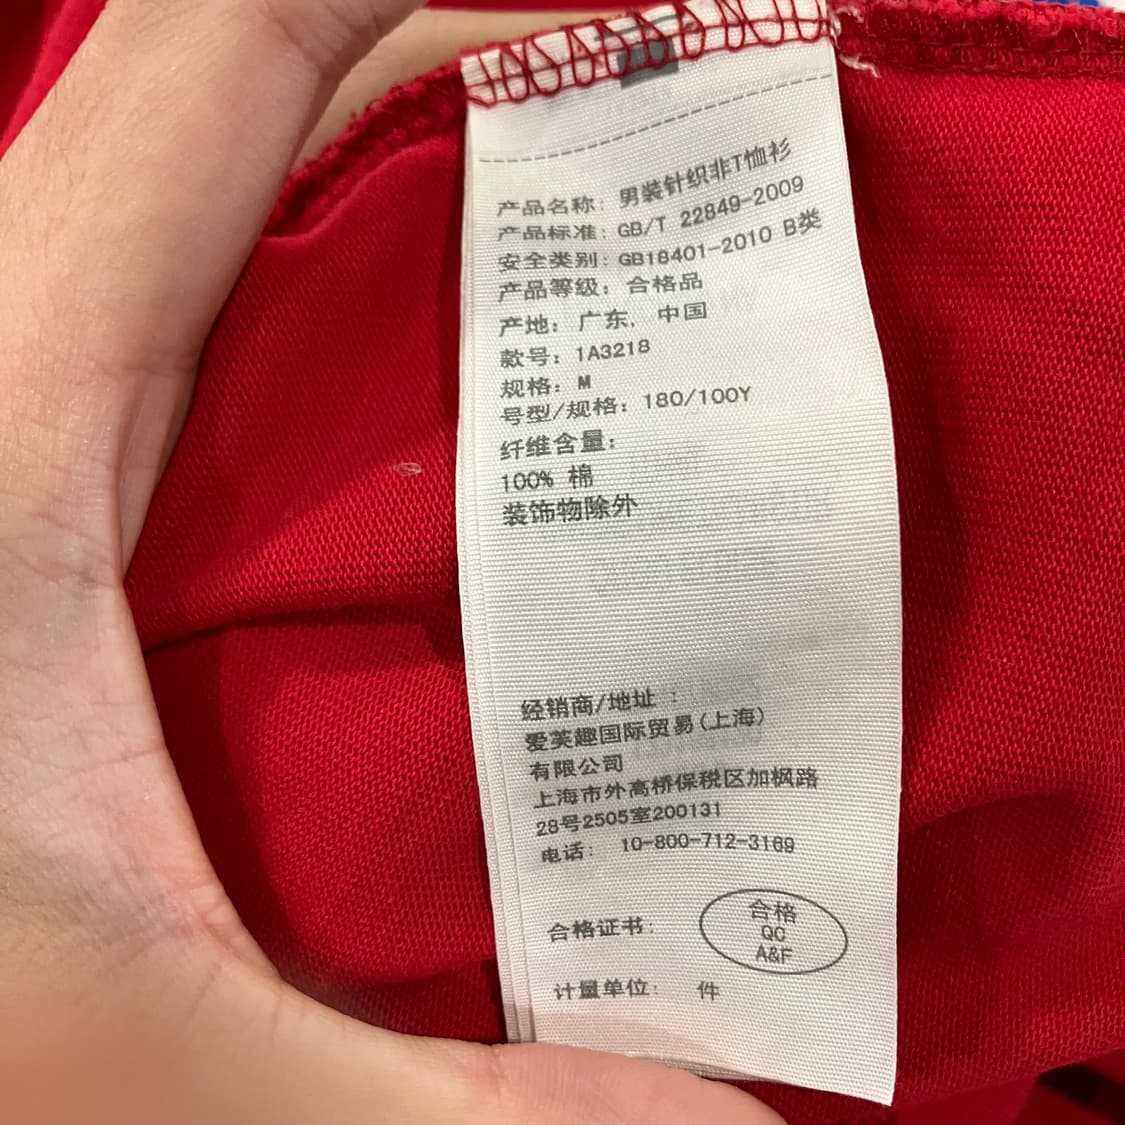 产品名称: 男装针织非T恤衫
产品标准: GB/T 22849-2009
安全类别: GB18401-2010 B类
产品等级: 合格品
产地: 广东, 中国
款号: 1A3218
规格: M
号型/规格: 180/100Y
纤维含量:
100% 棉
装饰物除外
经销商/地址 :
爱芙趣国际贸易(上海)
有限公司
上海市外高桥保税区加枫路
28号2505室200131
电话: 10-800-712-3169
合格证书:
合格
QC
A&F
计量单位: 件